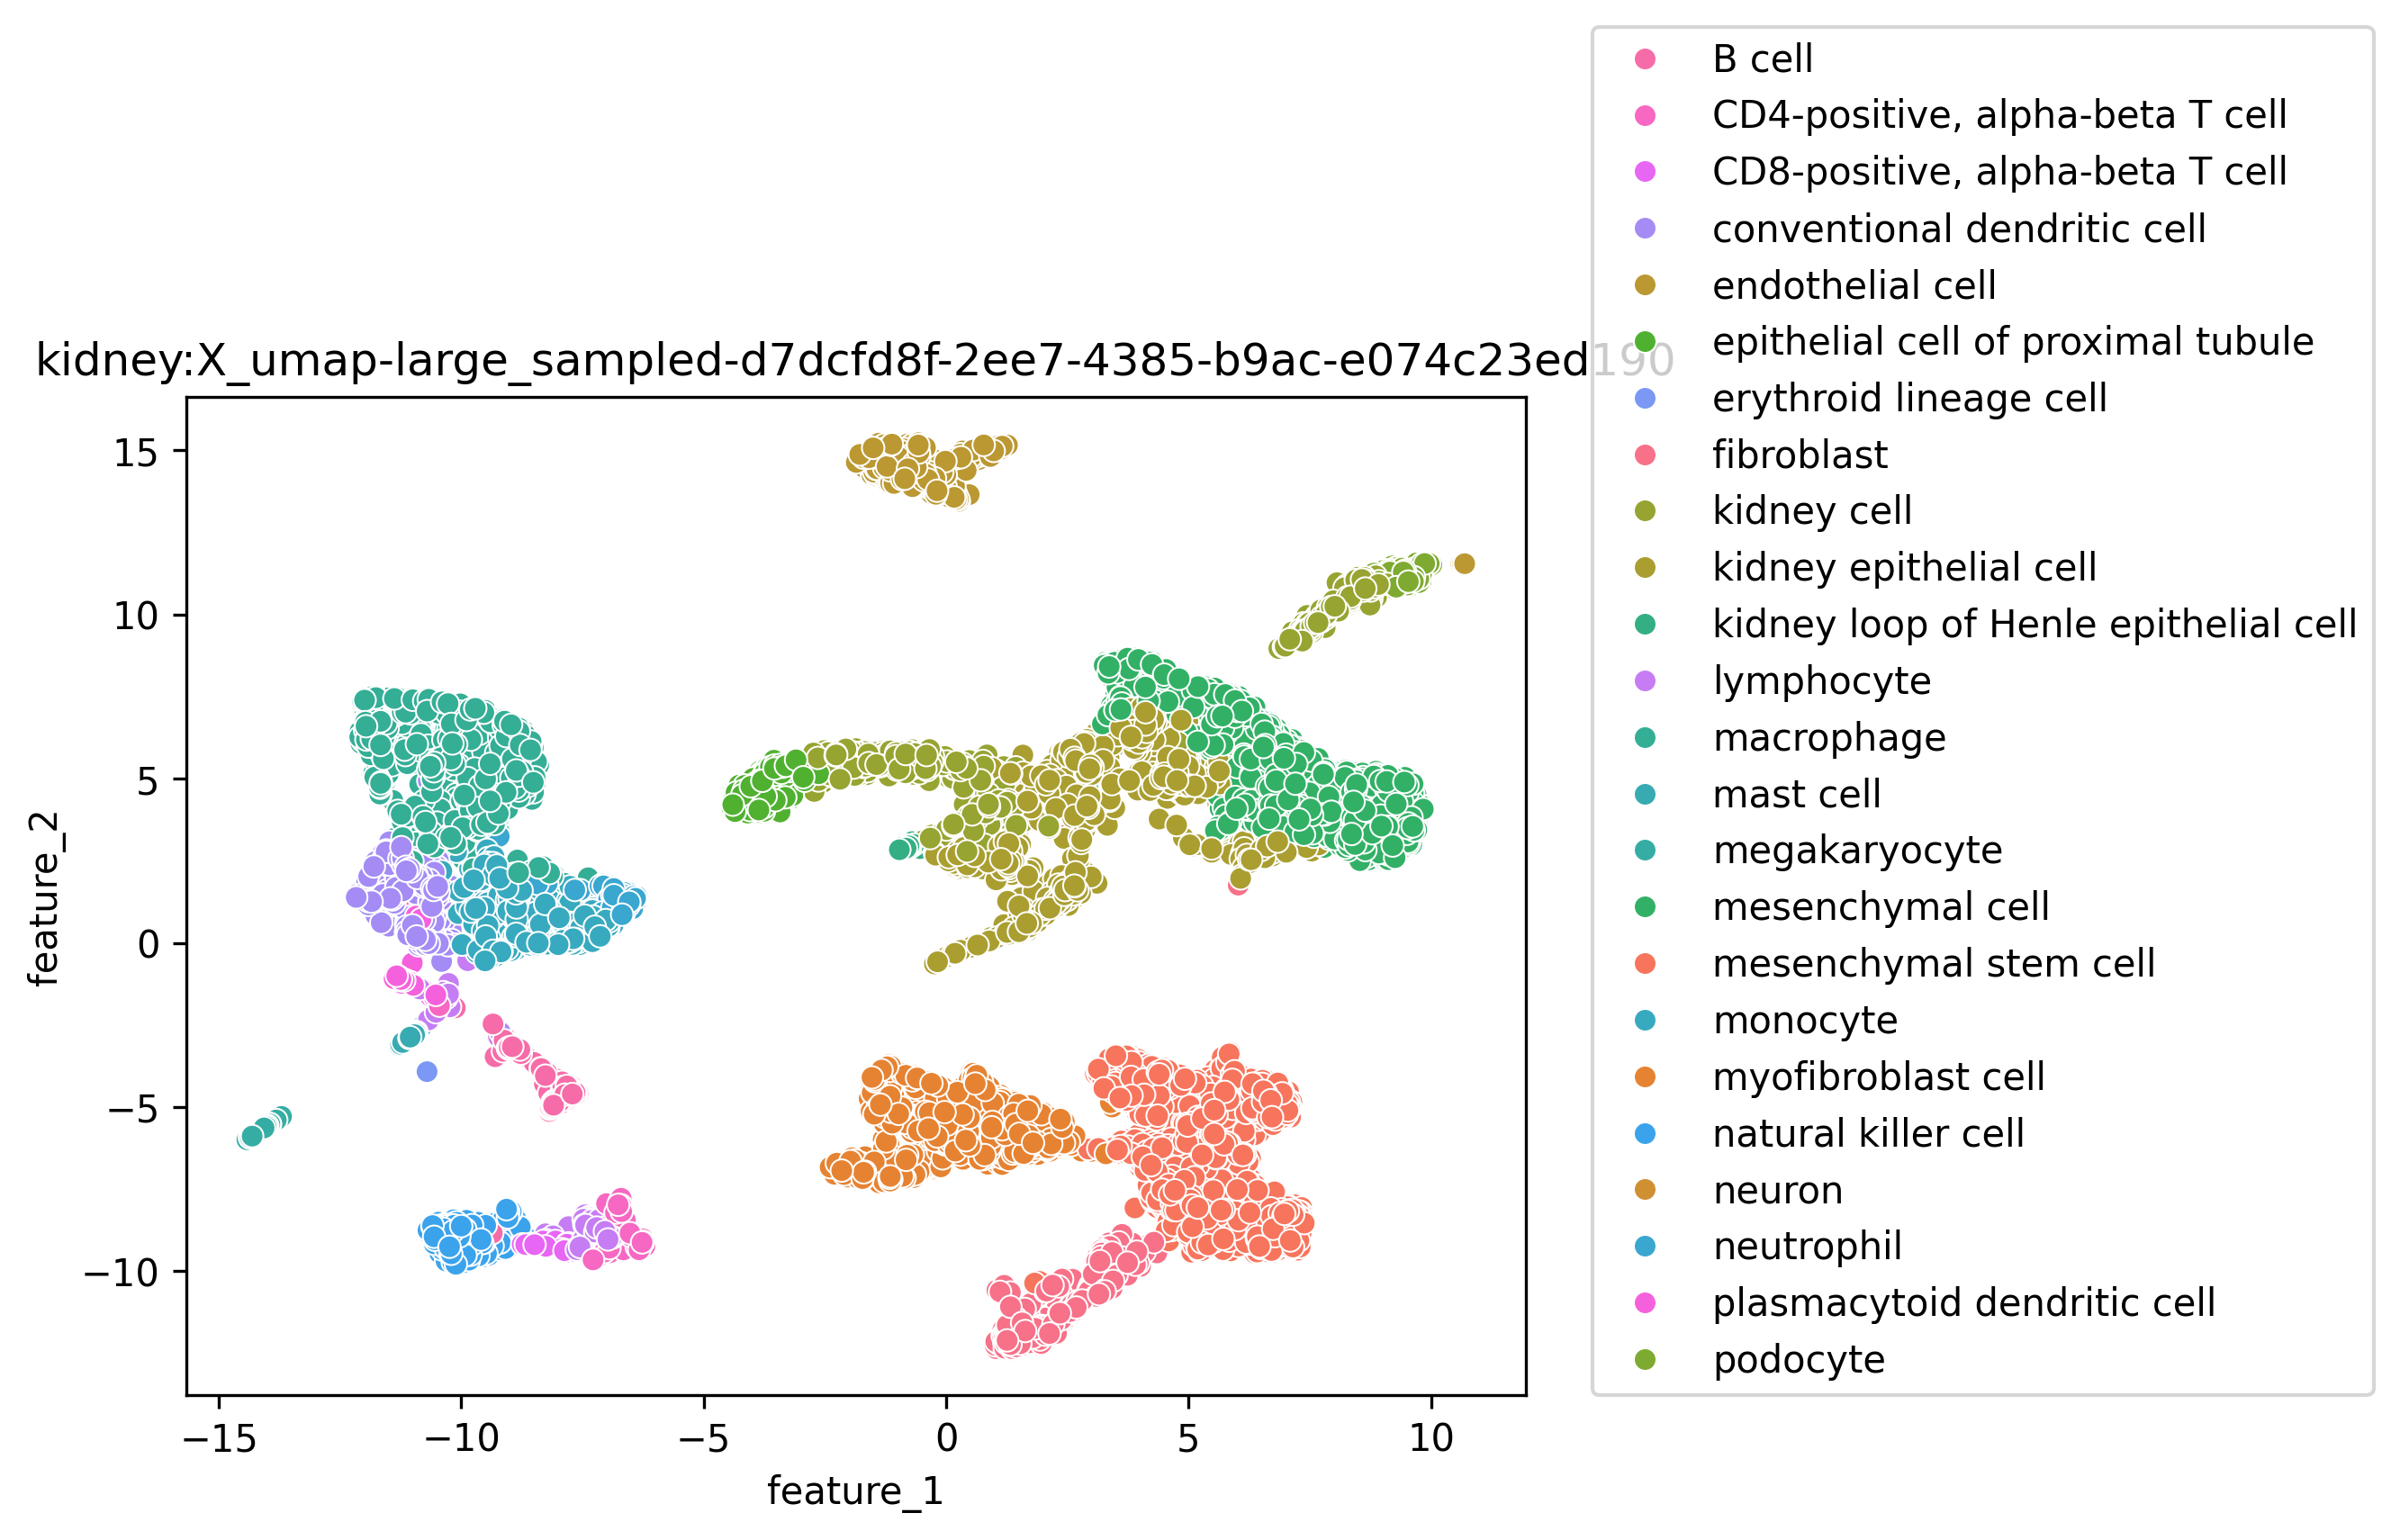 kidney:X_umap-large_sampled-d7dcfd8f-2ee7-4385-b9ac-e074c23ed190
15
10
5
0
−5
−10
feature_2
−15
−10
−5
0
5
10
feature_1
B cell
CD4-positive, alpha-beta T cell
CD8-positive, alpha-beta T cell
conventional dendritic cell
endothelial cell
epithelial cell of proximal tubule
erythroid lineage cell
fibroblast
kidney cell
kidney epithelial cell
kidney loop of Henle epithelial cell
lymphocyte
macrophage
mast cell
megakaryocyte
mesenchymal cell
mesenchymal stem cell
monocyte
myofibroblast cell
natural killer cell
neuron
neutrophil
plasmacytoid dendritic cell
podocyte